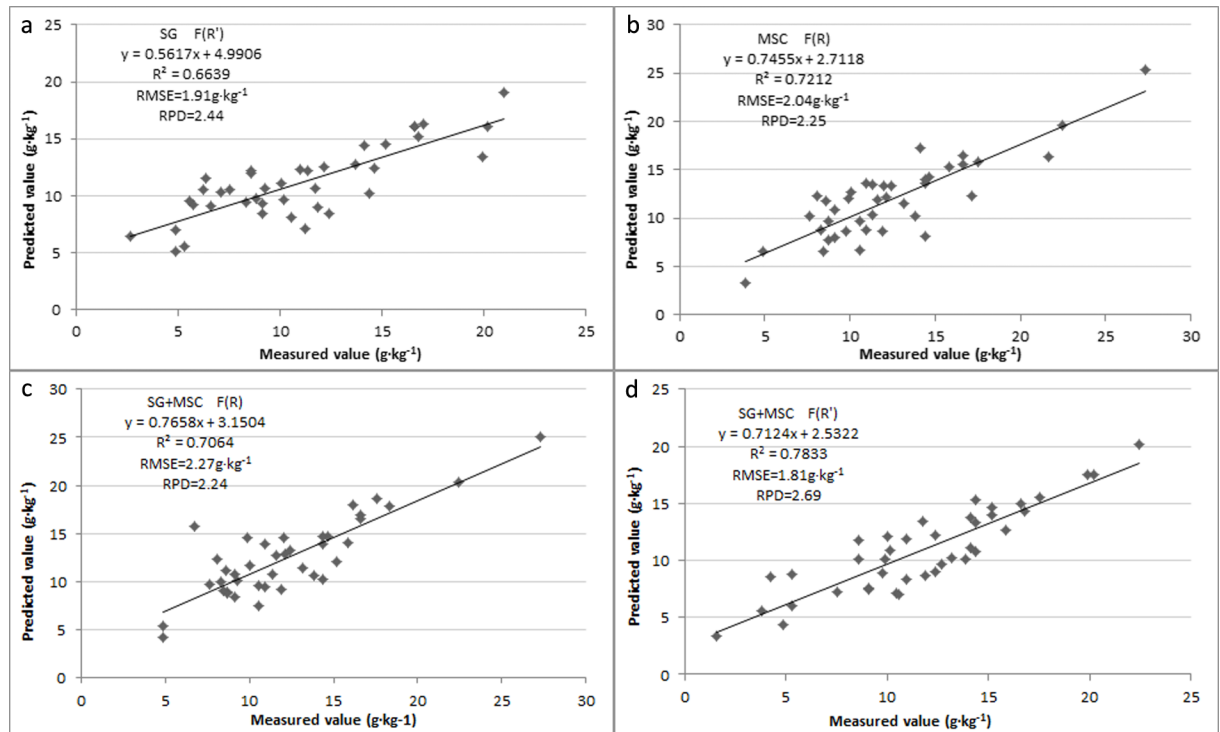 a
SG F(R')
y = 0.5617x + 4.9906
R² = 0.6639
RMSE=1.91g·kg⁻¹
RPD=2.44
Predicted value (g·kg⁻¹)
25
20
15
10
5
0
0 5 10 15 20 25
Measured value (g·kg⁻¹)
b
MSC F(R)
y = 0.7455x + 2.7118
R² = 0.7212
RMSE=2.04g·kg⁻¹
RPD=2.25
Predicted value (g·kg⁻¹)
30
25
20
15
10
5
0
0 5 10 15 20 25 30
Measured value (g·kg⁻¹)
c
SG+MSC F(R)
y = 0.7658x + 3.1504
R² = 0.7064
RMSE=2.27g·kg⁻¹
RPD=2.24
Predicted value (g·kg⁻¹)
30
25
20
15
10
5
0
0 5 10 15 20 25 30
Measured value (g·kg-1)
d
SG+MSC F(R')
y = 0.7124x + 2.5322
R² = 0.7833
RMSE=1.81g·kg⁻¹
RPD=2.69
Predicted value (g·kg⁻¹)
25
20
15
10
5
0
0 5 10 15 20 25
Measured value (g·kg⁻¹)